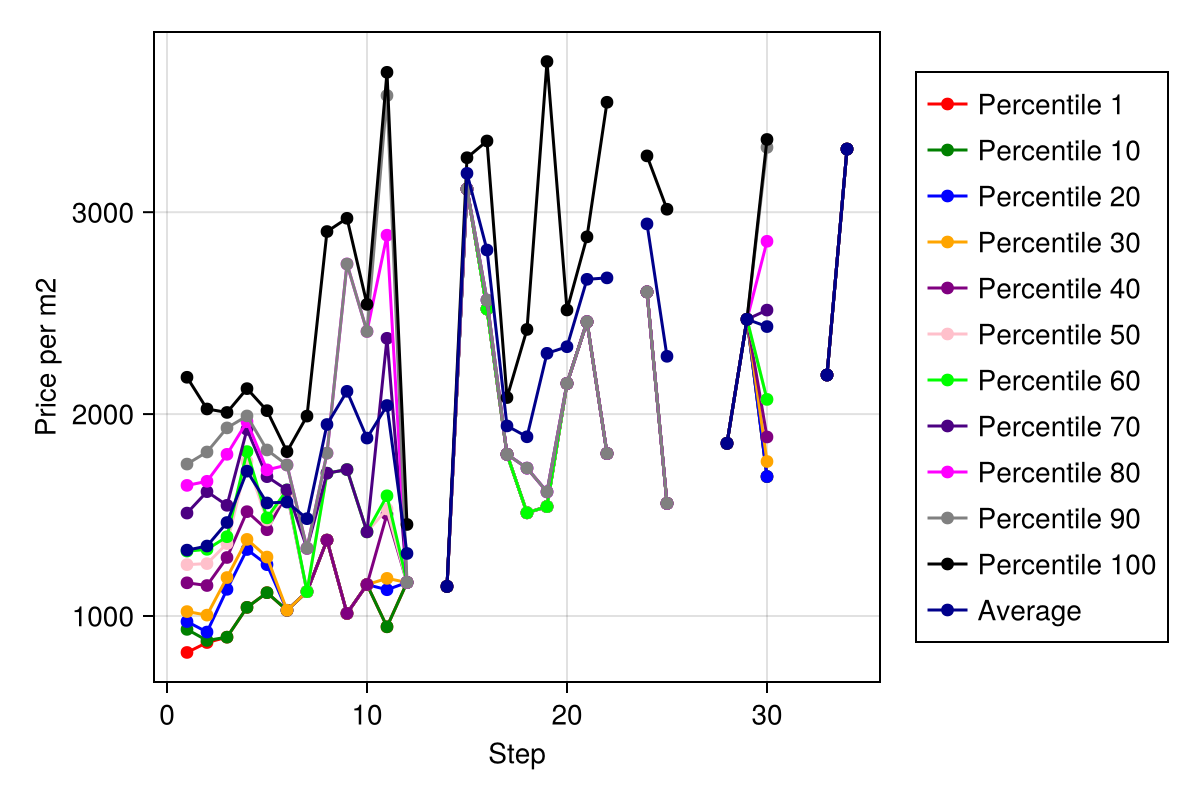 3000
2000
1000
Price per m2
0 10 20 30
Step
Percentile 1
Percentile 10
Percentile 20
Percentile 30
Percentile 40
Percentile 50
Percentile 60
Percentile 70
Percentile 80
Percentile 90
Percentile 100
Average